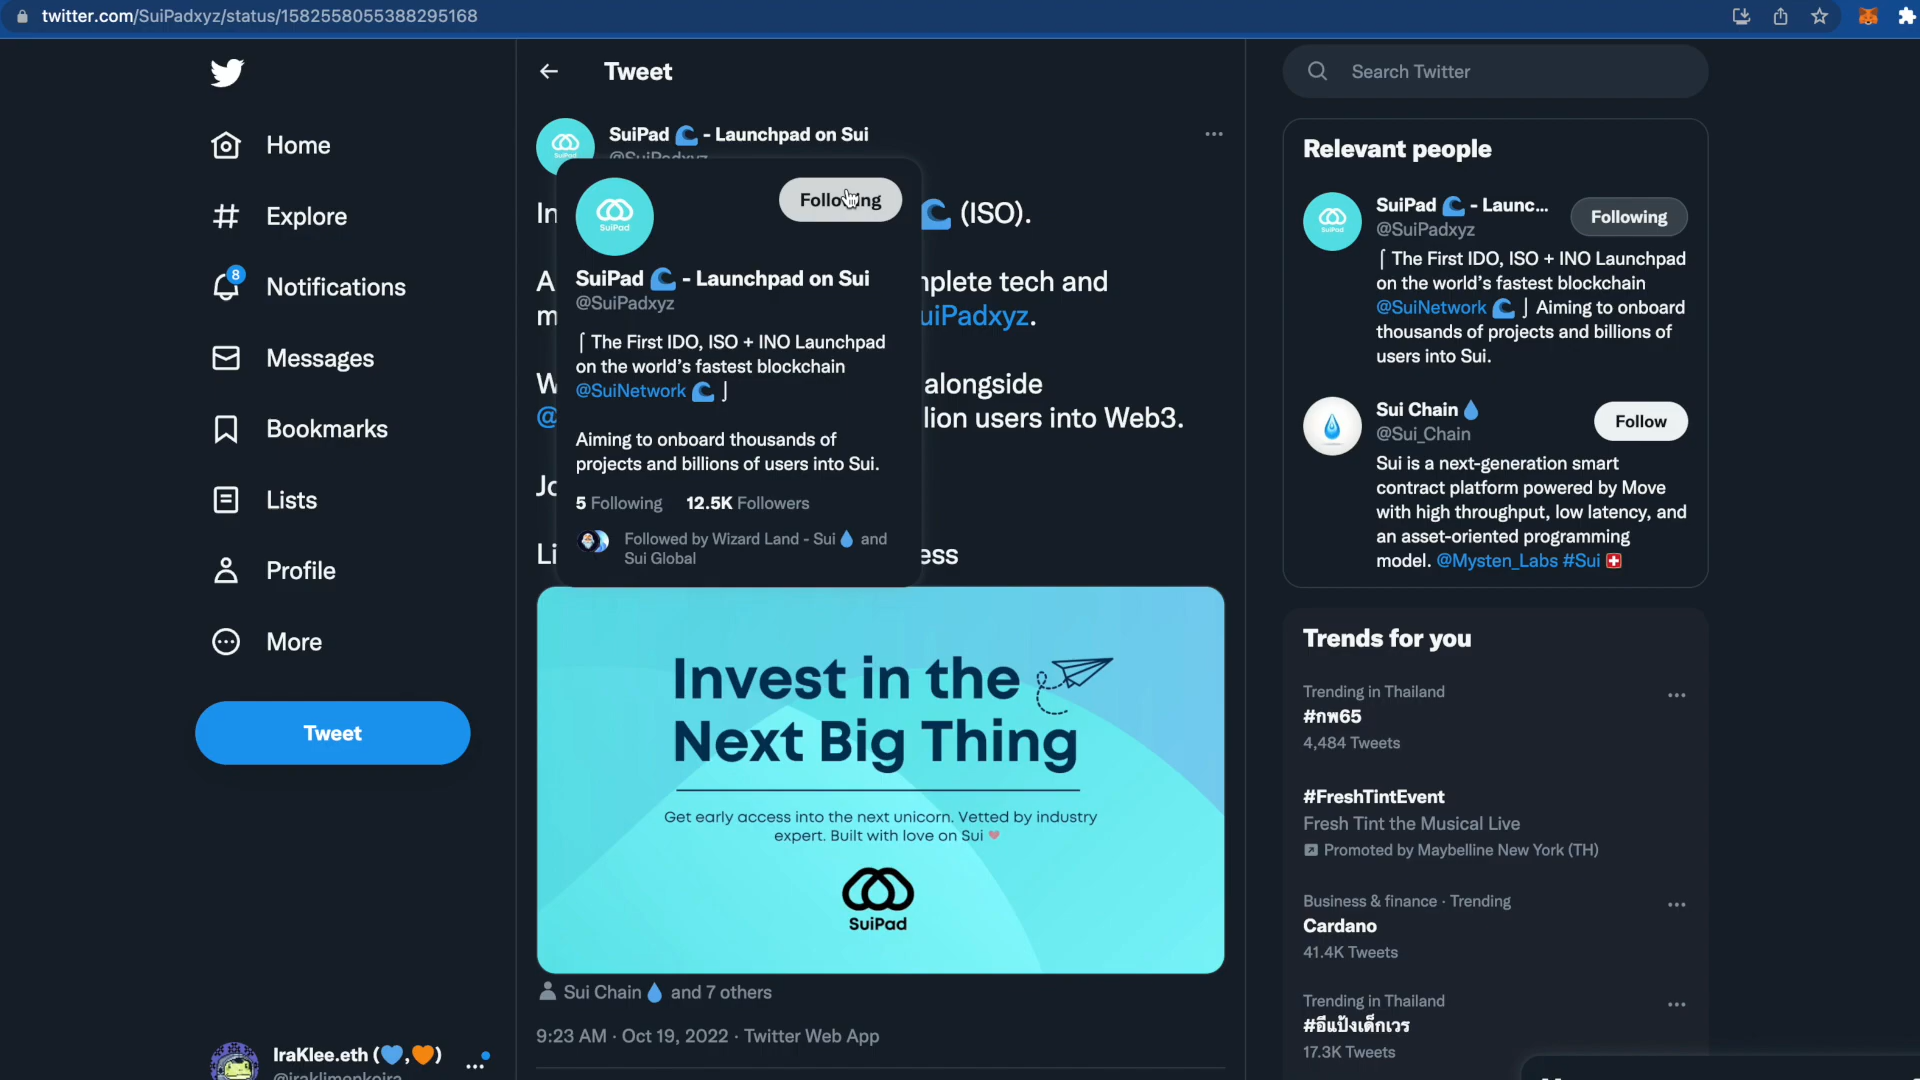 twitter.com/SuiPadxyz/status/1582558055388295168
Home
Explore
8
Notifications
Messages
Bookmarks
Lists
Profile
More
Tweet
IraKlee.eth (💙,🧡)
@iraklimenkoira
Tweet
SuiPad 🌊 - Launchpad on Sui
@SuiPadxyz
In 🌊 (ISO).
A mplete tech and
m uiPadxyz.
W alongside
@ lion users into Web3.
Jo
Li ess
SuiPad
Following
SuiPad 🌊 - Launchpad on Sui
@SuiPadxyz
⌠ The First IDO, ISO + INO Launchpad
on the world's fastest blockchain
@SuiNetwork 🌊 ⌡
Aiming to onboard thousands of
projects and billions of users into Sui.
5 Following 12.5K Followers
Followed by Wizard Land - Sui💧 and
Sui Global
Invest in the
Next Big Thing
Get early access into the next unicorn. Vetted by industry
expert. Built with love on Sui ♥
SuiPad
Sui Chain 💧 and 7 others
9:23 AM · Oct 19, 2022 · Twitter Web App
Search Twitter
Relevant people
SuiPad
SuiPad 🌊 - Launc...
@SuiPadxyz
Following
⌠ The First IDO, ISO + INO Launchpad
on the world's fastest blockchain
@SuiNetwork 🌊 ⌡ Aiming to onboard
thousands of projects and billions of
users into Sui.
Sui Chain💧
@Sui_Chain
Follow
Sui is a next-generation smart
contract platform powered by Move
with high throughput, low latency, and
an asset-oriented programming
model. @Mysten_Labs #Sui 🇨🇭
Trends for you
Trending in Thailand
#กพ65
4,484 Tweets
#FreshTintEvent
Fresh Tint the Musical Live
Promoted by Maybelline New York (TH)
Business & finance · Trending
Cardano
41.4K Tweets
Trending in Thailand
#อีแป้งเด็กเวร
17.3K Tweets